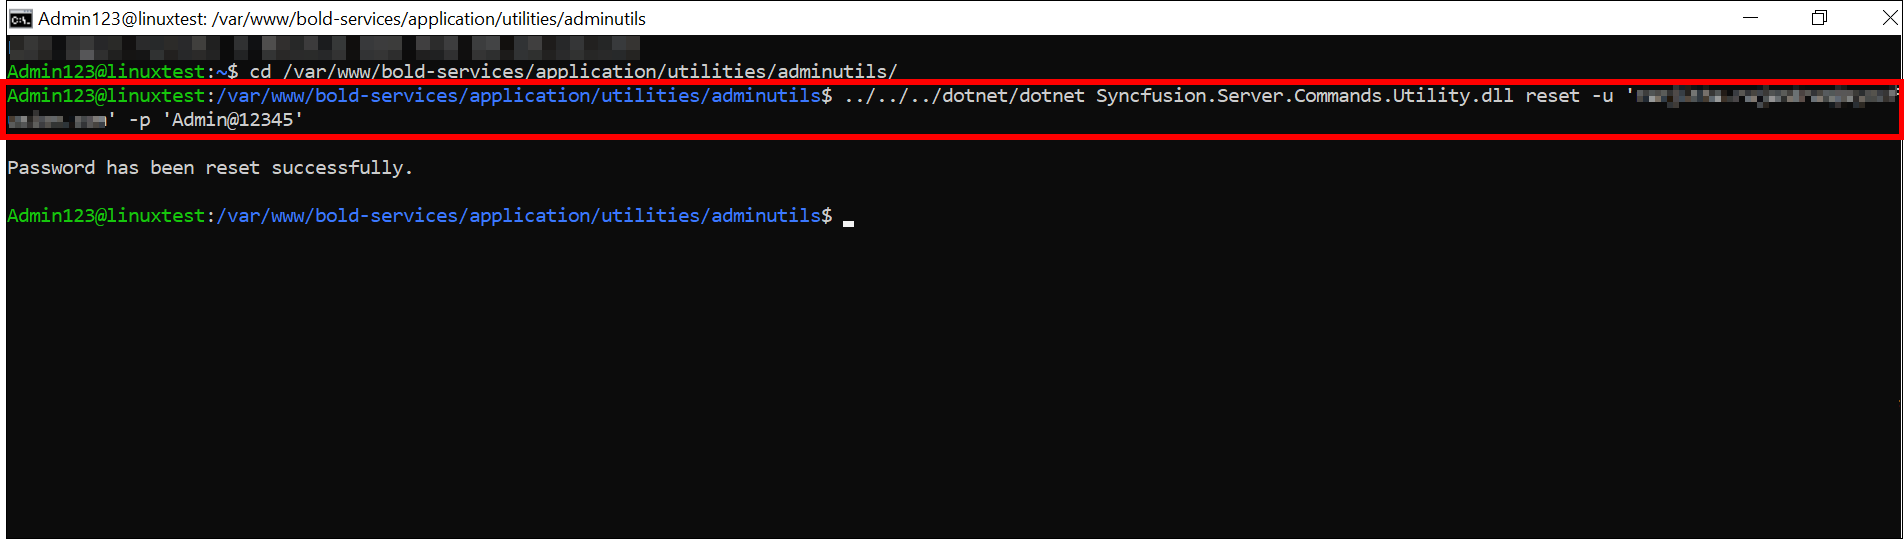 Admin123@linuxtest: /var/www/bold-services/application/utilities/adminutils
Admin123@linuxtest:~$ cd /var/www/bold-services/application/utilities/adminutils/
Admin123@linuxtest:/var/www/bold-services/application/utilities/adminutils$ ../../../dotnet/dotnet Syncfusion.Server.Commands.Utility.dll reset -u '
' -p 'Admin@12345'
Password has been reset successfully.
Admin123@linuxtest:/var/www/bold-services/application/utilities/adminutils$